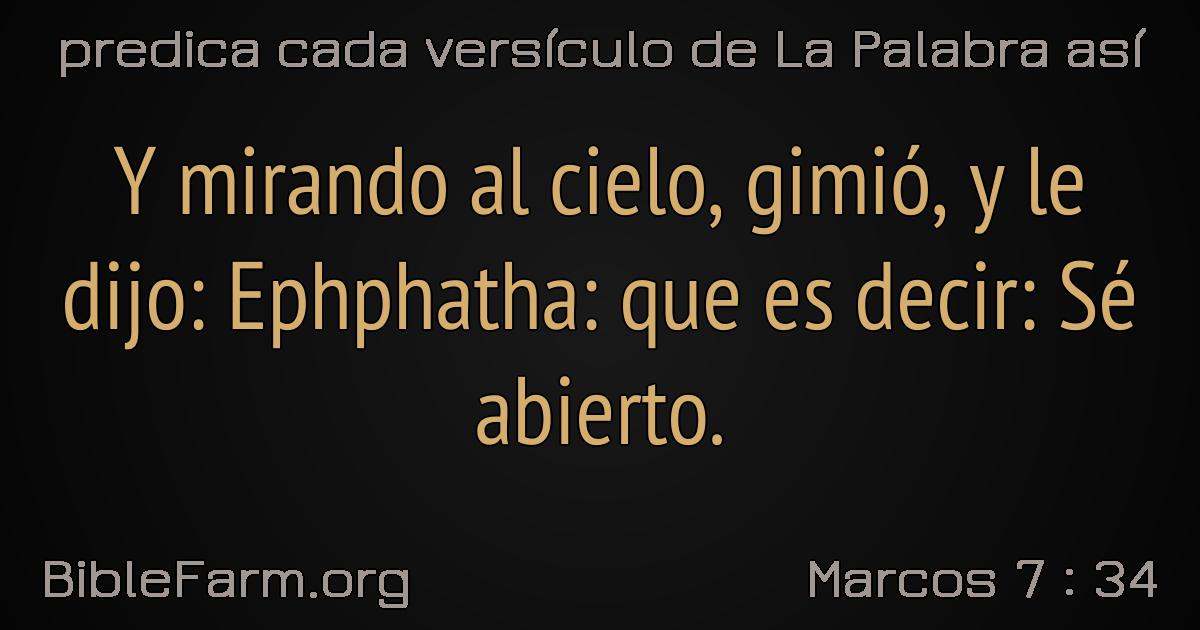 predica cada versículo de La Palabra así
Y mirando al cielo, gimió, y le
dijo: Ephphatha: que es decir: Sé
abierto.
BibleFarm.org
Marcos 7 : 34